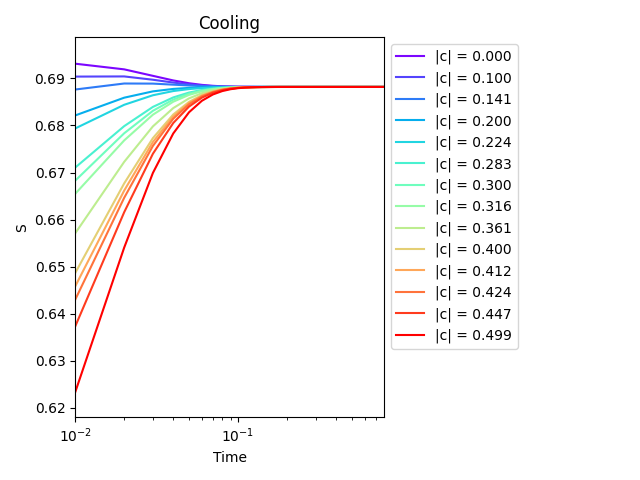 Cooling
S
0.69
0.68
0.67
0.66
0.65
0.64
0.63
0.62
10⁻²
10⁻¹
Time
|c| = 0.000
|c| = 0.100
|c| = 0.141
|c| = 0.200
|c| = 0.224
|c| = 0.283
|c| = 0.300
|c| = 0.316
|c| = 0.361
|c| = 0.400
|c| = 0.412
|c| = 0.424
|c| = 0.447
|c| = 0.499